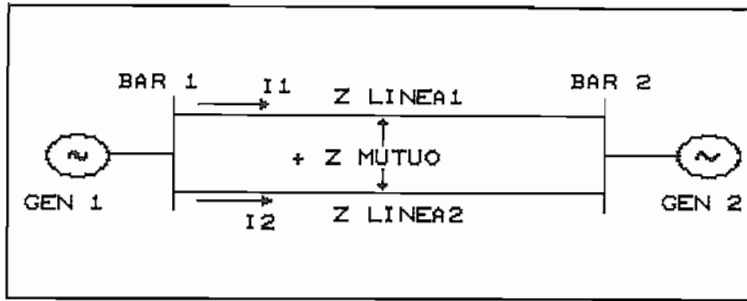 BAR 1
I1
Z LINEA1
BAR 2
+ Z MUTUO
GEN 1
I2
Z LINEA2
GEN 2